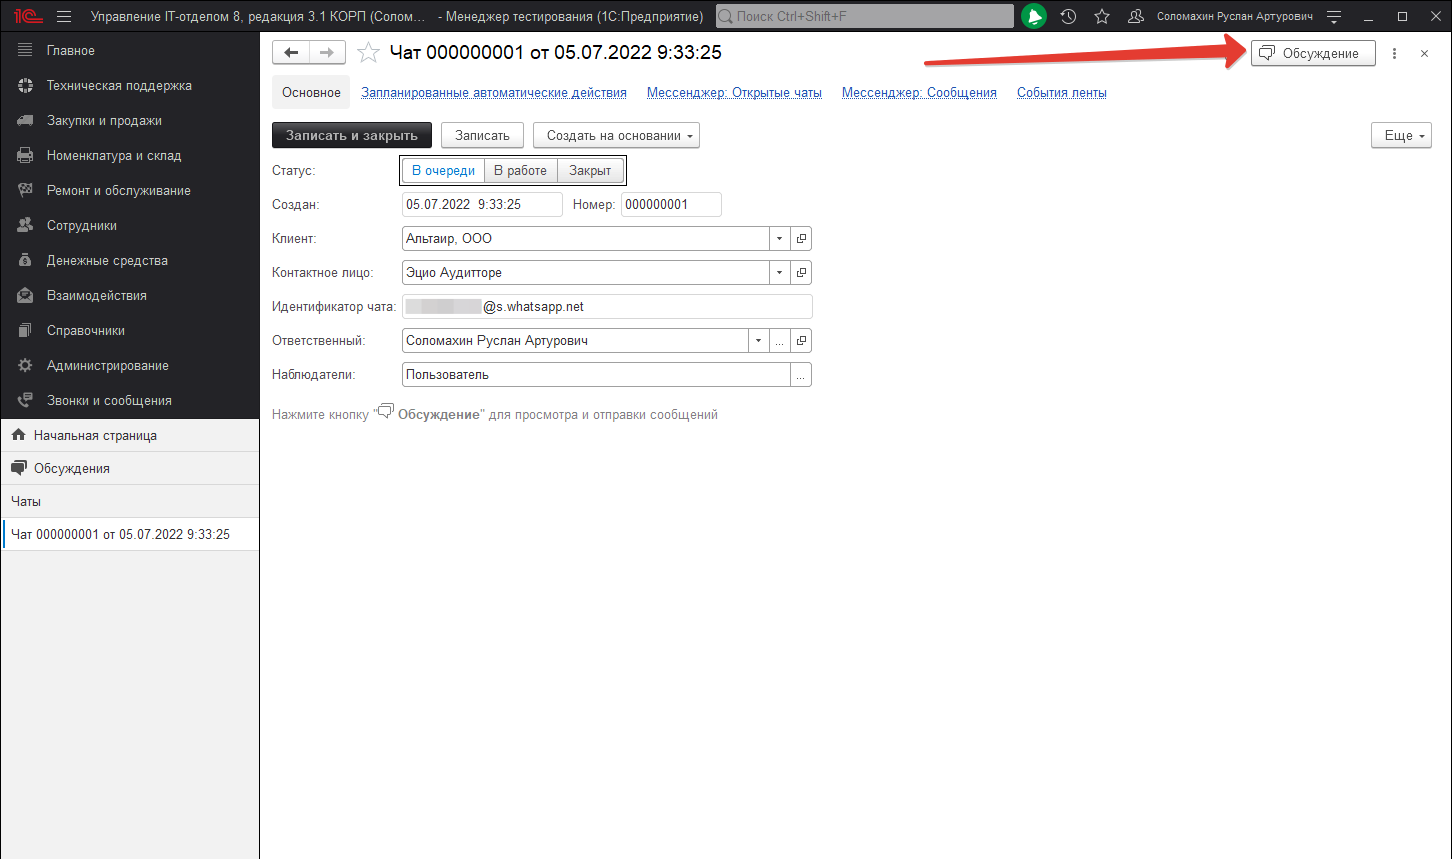 1С Управление IT-отделом 8, редакция 3.1 КОРП (Солом... - Менеджер тестирования (1С:Предприятие) Поиск Ctrl+Shift+F Соломахин Руслан Артурович
Главное
Техническая поддержка
Закупки и продажи
Номенклатура и склад
Ремонт и обслуживание
Сотрудники
Денежные средства
Взаимодействия
Справочники
Администрирование
Звонки и сообщения
Начальная страница
Обсуждения
Чаты
Чат 000000001 от 05.07.2022 9:33:25
Чат 000000001 от 05.07.2022 9:33:25 Обсуждение
Основное Запланированные автоматические действия Мессенджер: Открытые чаты Мессенджер: Сообщения События ленты
Записать и закрыть Записать Создать на основании Еще
Статус: В очереди В работе Закрыт
Создан: 05.07.2022 9:33:25 Номер: 000000001
Клиент: Альтаир, ООО
Контактное лицо: Эцио Аудитторе
Идентификатор чата: @s.whatsapp.net
Ответственный: Соломахин Руслан Артурович ...
Наблюдатели: Пользователь ...
Нажмите кнопку "Обсуждение" для просмотра и отправки сообщений